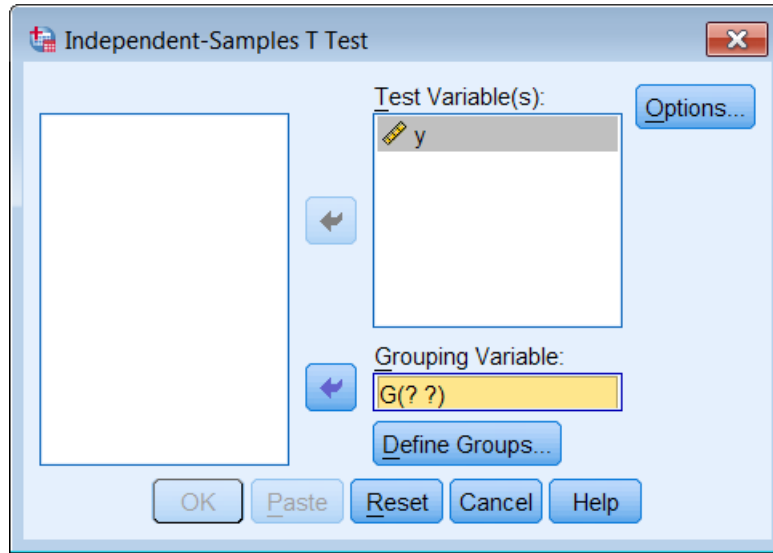 Independent-Samples T Test
Test Variable(s):
Options...
y
Grouping Variable:
G(? ?)
Define Groups...
OK Paste Reset Cancel Help